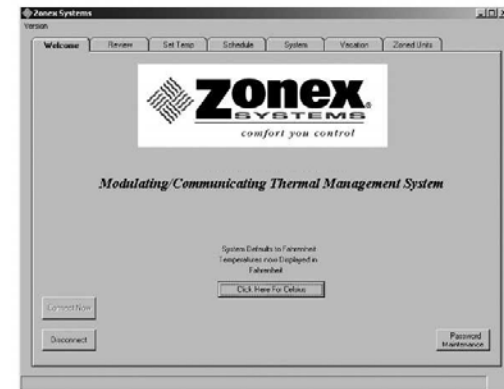 Zonex Systems
Version
Welcome Review Set Temp Schedule System Vacation Zoned Units
ZONEX
SYSTEMS
comfort you control
Modulating/Communicating Thermal Management System
System Defaults to Fahrenheit
Temperatures now Displayed in
Fahrenheit
Click Here For Celsius
Connect Now
Disconnect
Password
Maintenance